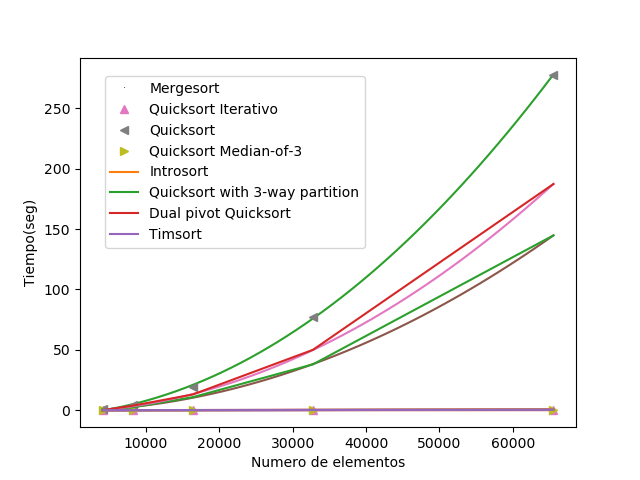 250
200
150
100
50
0
Tiempo(seg)
Mergesort
Quicksort Iterativo
Quicksort
Quicksort Median-of-3
Introsort
Quicksort with 3-way partition
Dual pivot Quicksort
Timsort
10000 20000 30000 40000 50000 60000
Numero de elementos